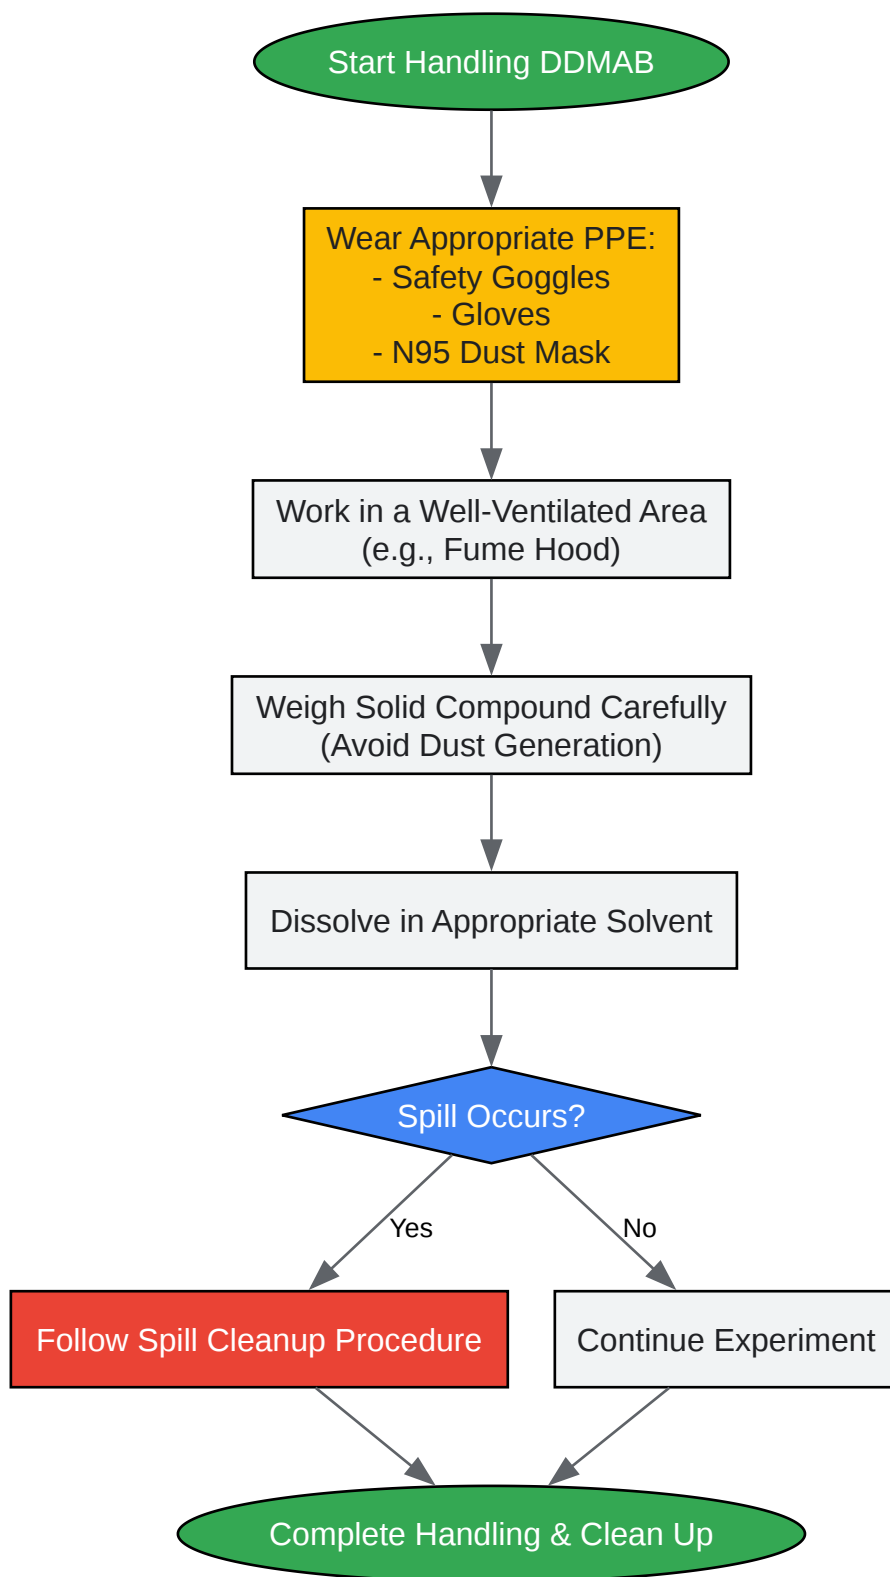 Start Handling DDMAB
Wear Appropriate PPE:
- Safety Goggles
- Gloves
- N95 Dust Mask
Work in a Well-Ventilated Area
(e.g., Fume Hood)
Weigh Solid Compound Carefully
(Avoid Dust Generation)
Dissolve in Appropriate Solvent
Spill Occurs?
Yes
No
Follow Spill Cleanup Procedure
Continue Experiment
Complete Handling & Clean Up